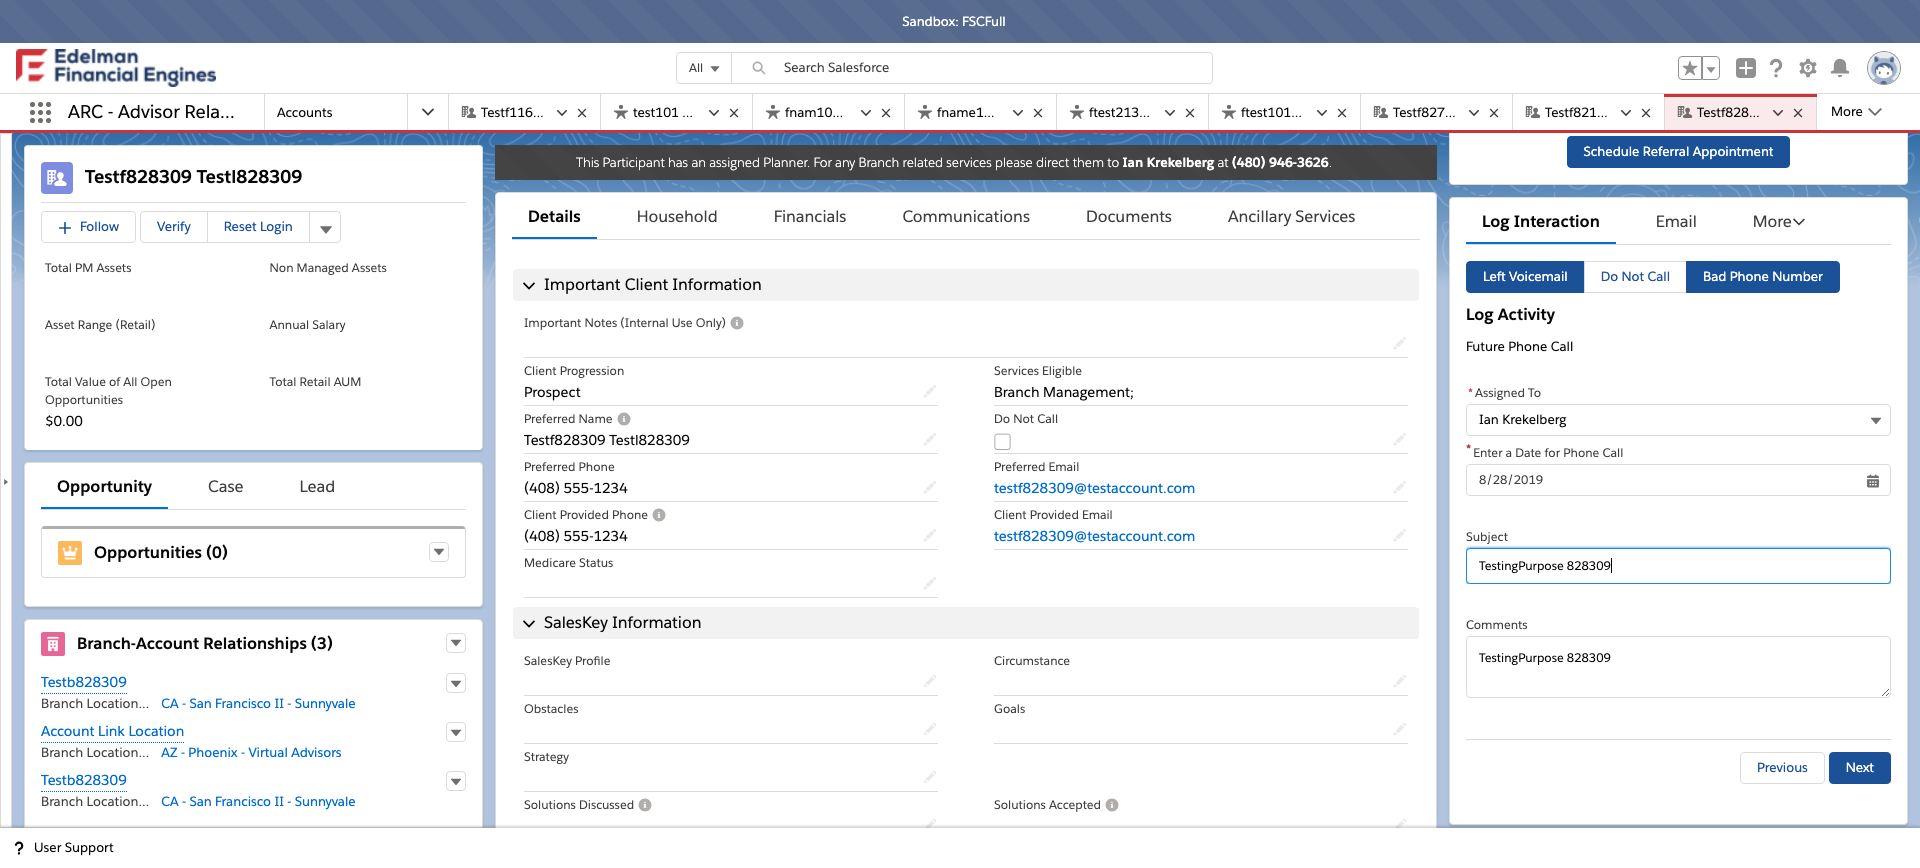 Sandbox: FSCFull
Edelman
Financial Engines
All
Search Salesforce
ARC - Advisor Rela...
Accounts
Testf116...
test101 ...
fnam10...
fname1...
ftest213...
ftest101...
Testf827...
Testf821...
Testf828...
More
Testf828309 Testl828309
Follow
Verify
Reset Login
Total PM Assets
Non Managed Assets
Asset Range (Retail)
Annual Salary
Total Value of All Open
Opportunities
$0.00
Total Retail AUM
Opportunity
Case
Lead
Opportunities (0)
Branch-Account Relationships (3)
Testb828309
Branch Location... CA - San Francisco II - Sunnyvale
Account Link Location
Branch Location... AZ - Phoenix - Virtual Advisors
Testb828309
Branch Location... CA - San Francisco II - Sunnyvale
This Participant has an assigned Planner. For any Branch related services please direct them to Ian Krekelberg at (480) 946-3626.
Details
Household
Financials
Communications
Documents
Ancillary Services
Important Client Information
Important Notes (Internal Use Only)
Client Progression
Prospect
Services Eligible
Branch Management;
Preferred Name
Testf828309 Testl828309
Do Not Call
Preferred Phone
(408) 555-1234
Preferred Email
testf828309@testaccount.com
Client Provided Phone
(408) 555-1234
Client Provided Email
testf828309@testaccount.com
Medicare Status
SalesKey Information
SalesKey Profile
Circumstance
Obstacles
Goals
Strategy
Solutions Discussed
Solutions Accepted
Schedule Referral Appointment
Log Interaction
Email
More
Left Voicemail
Do Not Call
Bad Phone Number
Log Activity
Future Phone Call
* Assigned To
Ian Krekelberg
* Enter a Date for Phone Call
8/28/2019
Subject
TestingPurpose 828309
Comments
TestingPurpose 828309
Previous
Next
? User Support